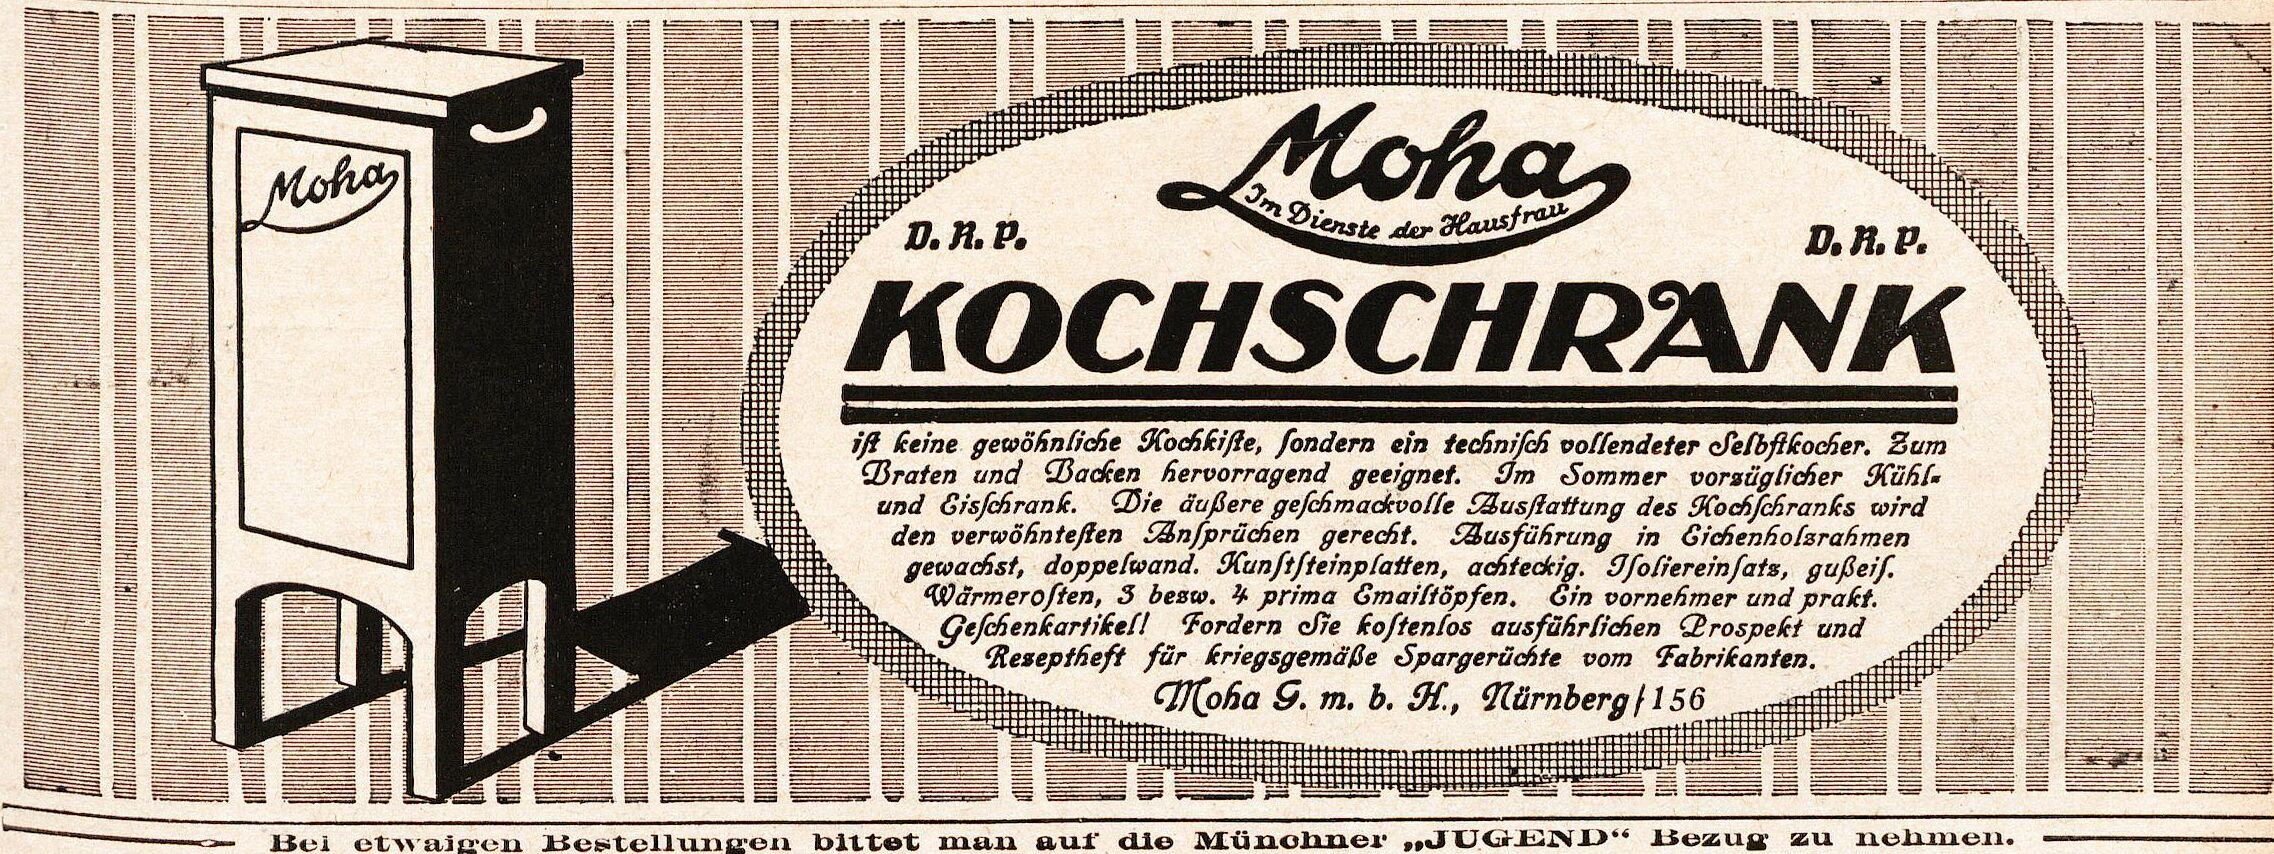 Moha
Moha
Im Dienste der Hausfrau
D. R. P.
D. R. P.
KOCHSCHRANK
iſt keine gewöhnliche Kochkiſte, ſondern ein techniſch vollendeter Selbſtkocher. Zum
Braten und Backen hervorragend geeignet. Im Sommer vorzüglicher Kühl-
und Eisſchrank. Die äußere geſchmackvolle Ausſtattung des Kochſchranks wird
den verwöhnteſten Anſprüchen gerecht. Ausführung in Eichenholzrahmen
gewachst, doppelwand. Kunſtſteinplatten, achteckig. Iſoliereinſatz, gußeiſ.
Wärmeroſten, 3 bezw. 4 prima Emailtöpfen. Ein vornehmer und prakt.
Geſchenkartikel! Fordern Sie koſtenlos ausführlichen Prospekt und
Rezeptheft für kriegsgemäße Spargerüchte vom Fabrikanten.
Moha G. m. b. H., Nürnberg/156
Bei etwaigen Bestellungen bittet man auf die Münchner „JUGEND“ Bezug zu nehmen.